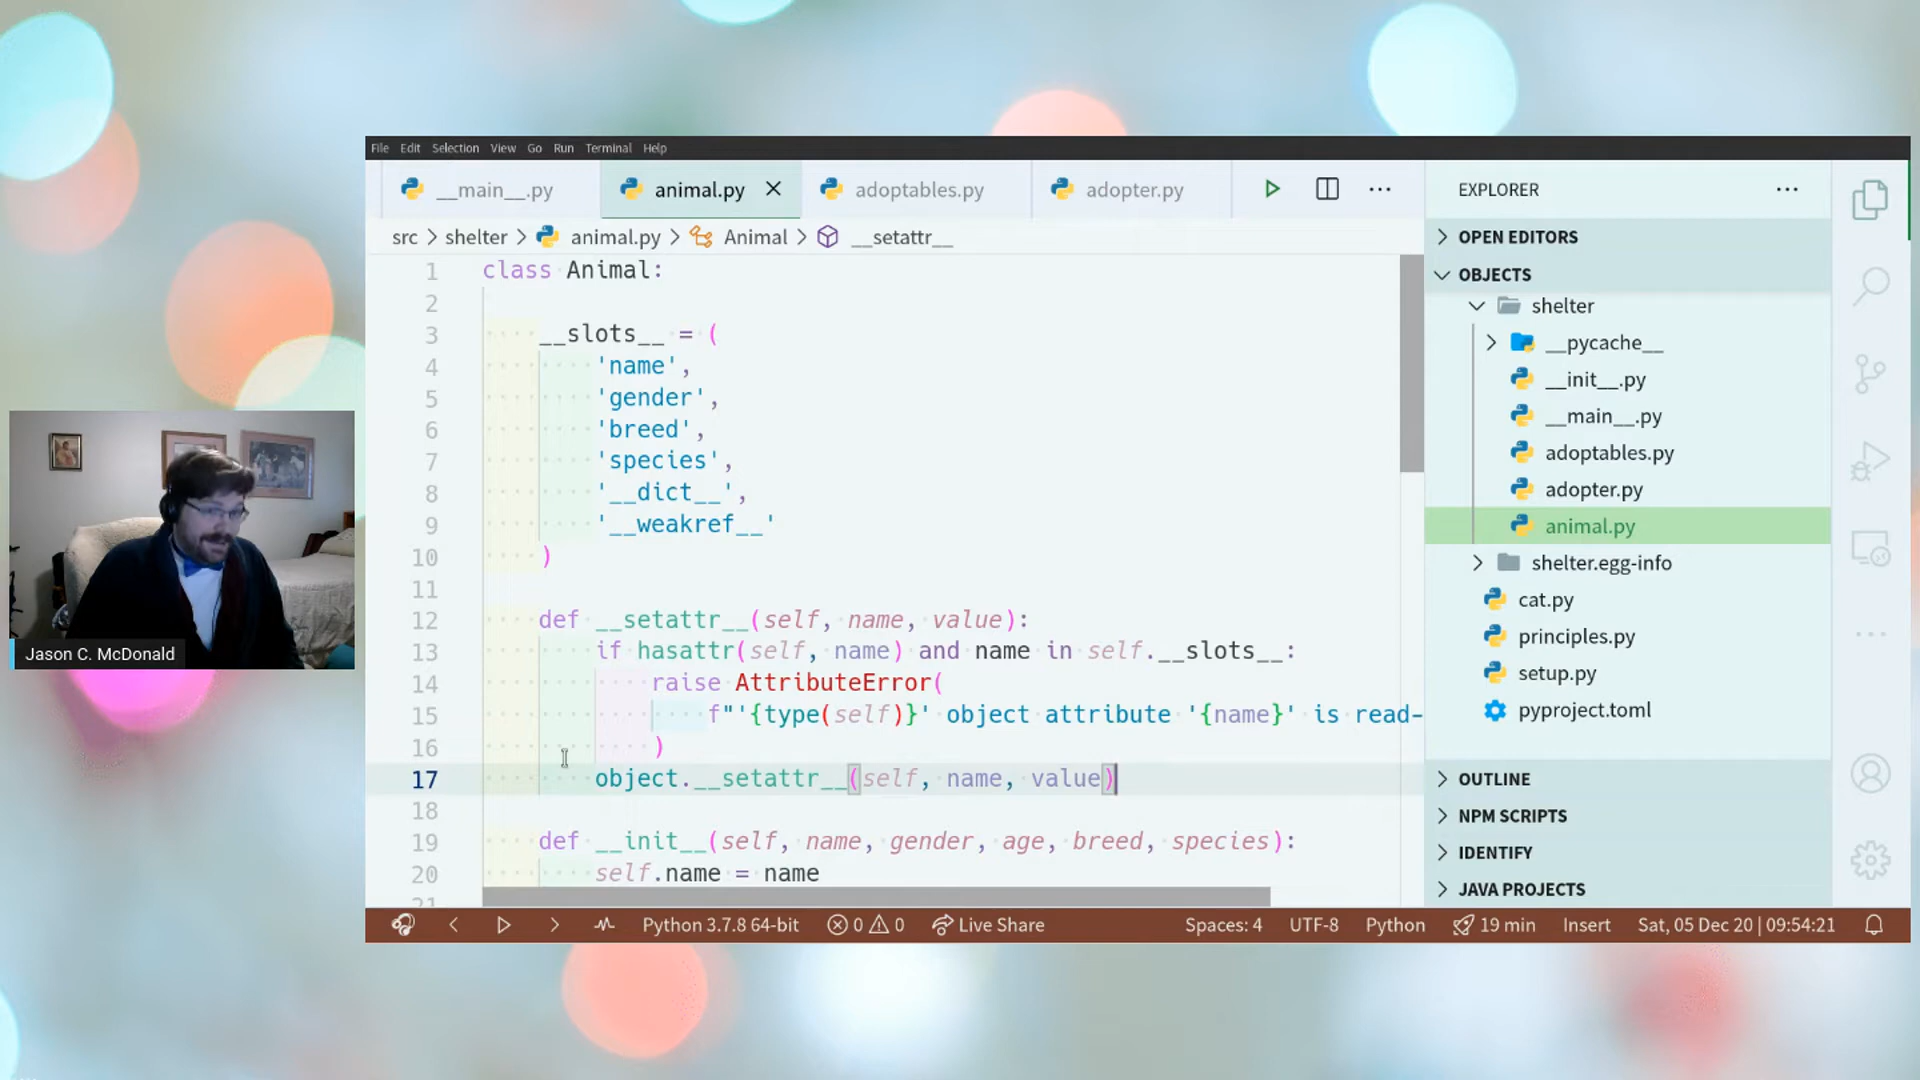 File Edit Selection View Go Run Terminal Help
__main__.py animal.py adoptables.py adopter.py
src > shelter > animal.py > Animal > __setattr__
1 class Animal:
2
3 __slots__ = (
4 'name',
5 'gender',
6 'breed',
7 'species',
8 '__dict__',
9 '__weakref__'
10 )
11
12 def __setattr__(self, name, value):
13 if hasattr(self, name) and name in self.__slots__:
14 raise AttributeError(
15 f"'{type(self)}' object attribute '{name}' is read-
16 )
17 object.__setattr__(self, name, value)
18
19 def __init__(self, name, gender, age, breed, species):
20 self.name = name
21
EXPLORER
OPEN EDITORS
OBJECTS
shelter
__pycache__
__init__.py
__main__.py
adoptables.py
adopter.py
animal.py
shelter.egg-info
cat.py
principles.py
setup.py
pyproject.toml
OUTLINE
NPM SCRIPTS
IDENTIFY
JAVA PROJECTS
Python 3.7.8 64-bit 0 0 Live Share Spaces: 4 UTF-8 Python 19 min Insert Sat, 05 Dec 20 | 09:54:21
Jason C. McDonald